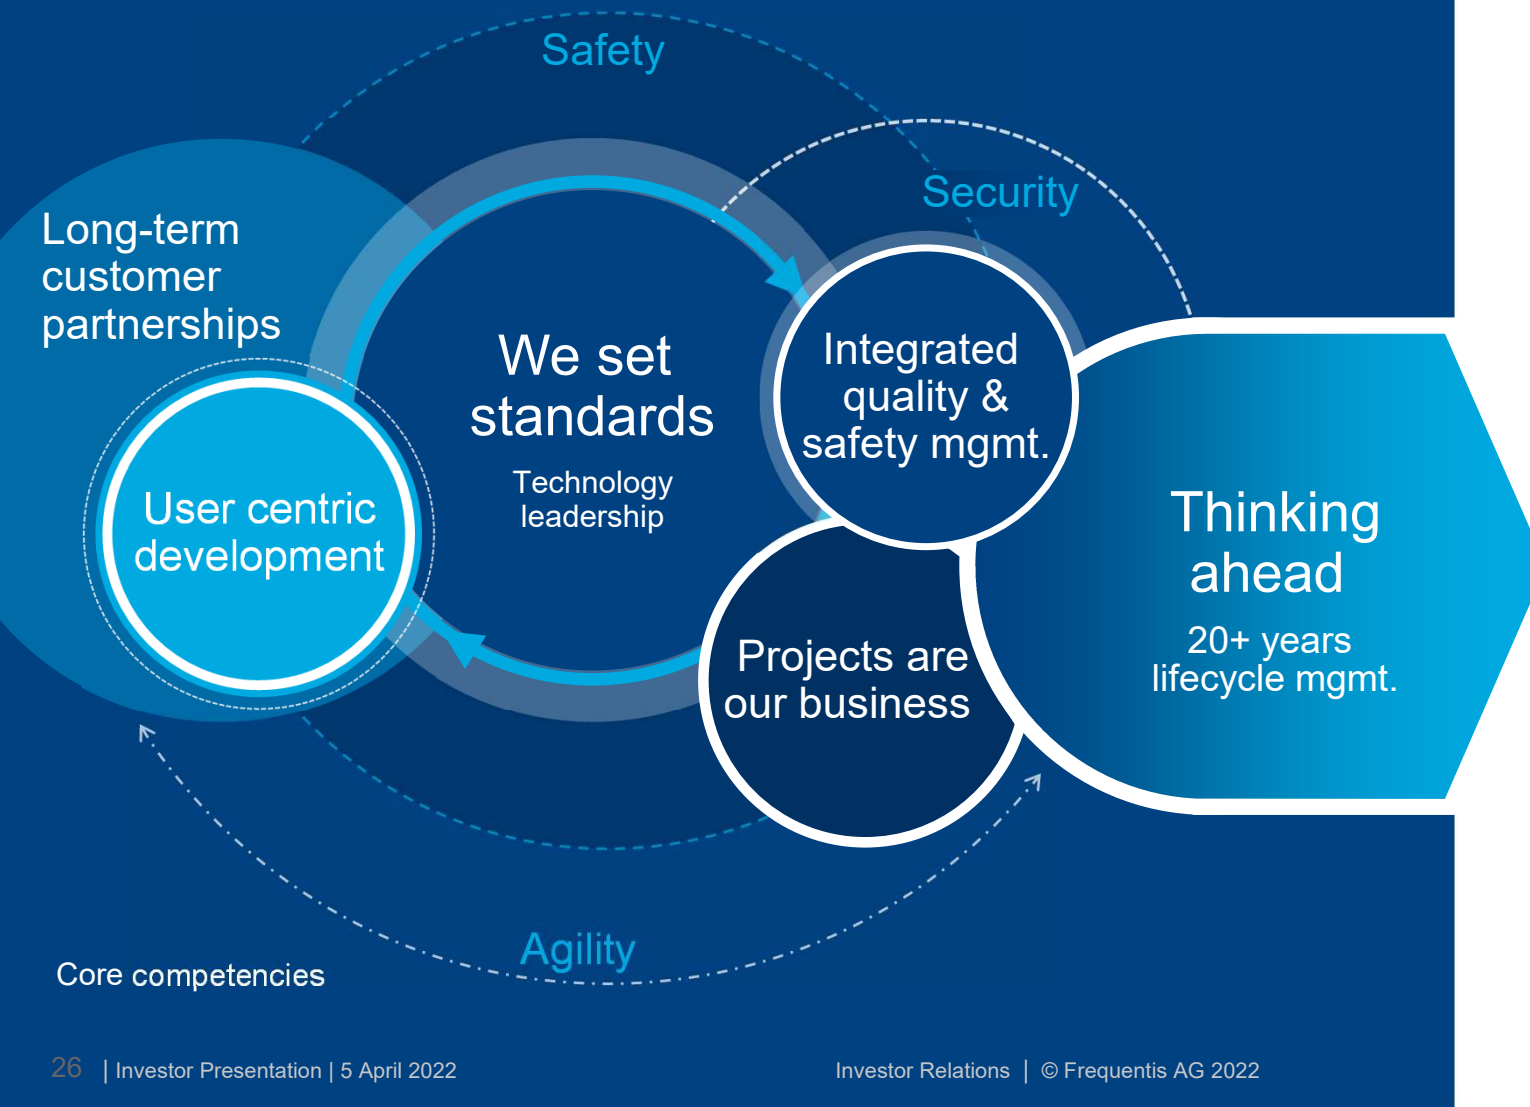 Safety
Security
Long-term
customer
partnerships
We set
standards
Technology
leadership
Integrated
quality &
safety mgmt.
User centric
development
Thinking
ahead
20+ years
lifecycle mgmt.
Projects are
our business
Agility
Core competencies
26 | Investor Presentation | 5 April 2022
Investor Relations | © Frequentis AG 2022